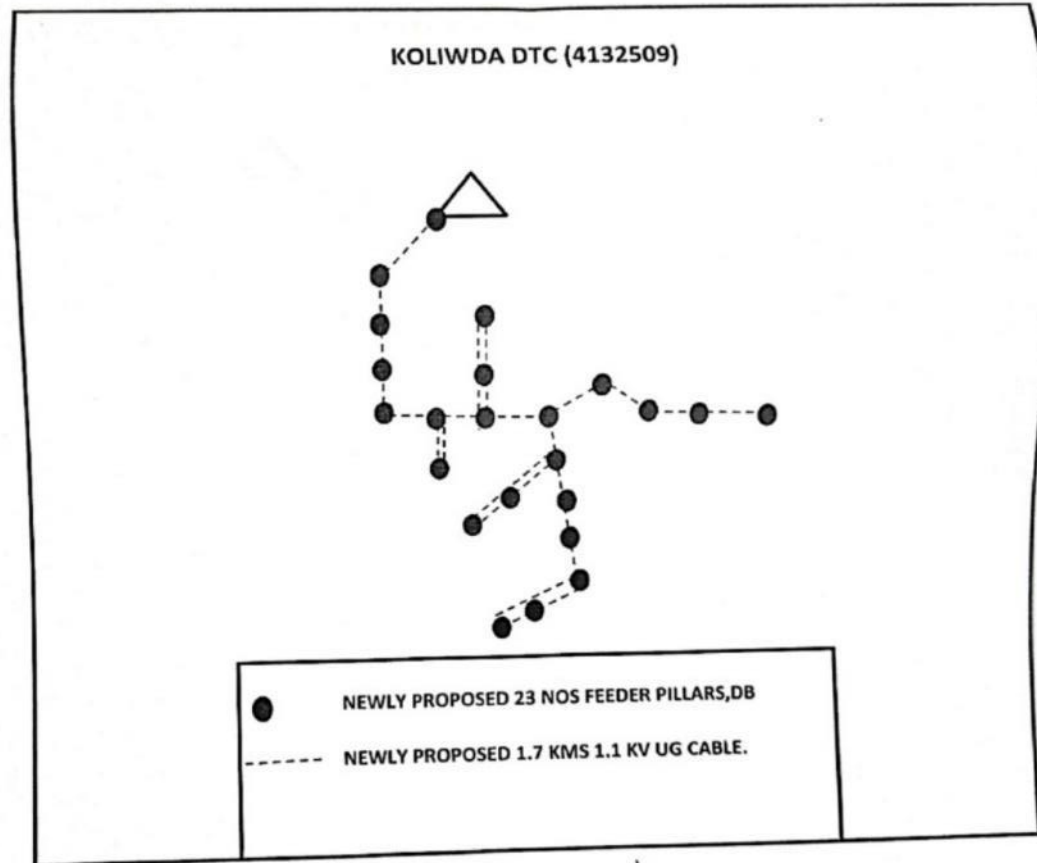 KOLIWDA DTC (4132509)
NEWLY PROPOSED 23 NOS FEEDER PILLARS,DB
NEWLY PROPOSED 1.7 KMS 1.1 KV UG CABLE.